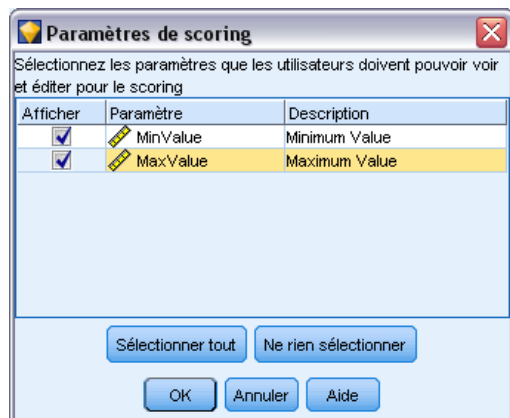 Paramètres de scoring
Sélectionnez les paramètres que les utilisateurs doivent pouvoir voir
et éditer pour le scoring
Afficher Paramètre Description
MinValue Minimum Value
MaxValue Maximum Value
Sélectionner tout Ne rien sélectionner
OK Annuler Aide